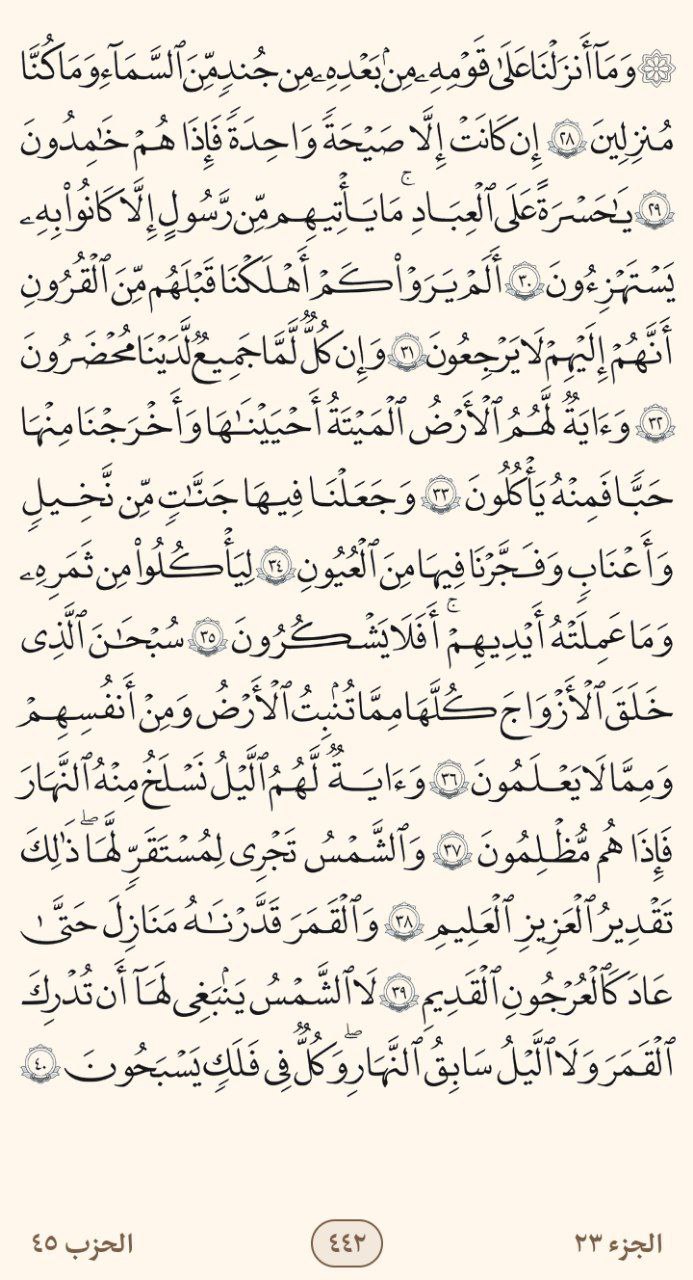 ۞ وَمَآ أَنزَلْنَا عَلَىٰ قَوْمِهِۦ مِنۢ بَعْدِهِۦ مِن جُندٍ مِّنَ ٱلسَّمَآءِ وَمَا كُنَّا
مُنزِلِينَ ٢٨ إِن كَانَتْ إِلَّا صَيْحَةً وَٰحِدَةً فَإِذَا هُمْ خَٰمِدُونَ
٢٩ يَٰحَسْرَةً عَلَى ٱلْعِبَادِ ۚ مَا يَأْتِيهِم مِّن رَّسُولٍ إِلَّا كَانُوا۟ بِهِۦ
يَسْتَهْزِءُونَ ٣٠ أَلَمْ يَرَوْا۟ كَمْ أَهْلَكْنَا قَبْلَهُم مِّنَ ٱلْقُرُونِ
أَنَّهُمْ إِلَيْهِمْ لَا يَرْجِعُونَ ٣١ وَإِن كُلٌّ لَّمَّا جَمِيعٌ لَّدَيْنَا مُحْضَرُونَ
٣٢ وَءَايَةٌ لَّهُمُ ٱلْأَرْضُ ٱلْمَيْتَةُ أَحْيَيْنَٰهَا وَأَخْرَجْنَا مِنْهَا
حَبًّا فَمِنْهُ يَأْكُلُونَ ٣٣ وَجَعَلْنَا فِيهَا جَنَّٰتٍ مِّن نَّخِيلٍ
وَأَعْنَٰبٍ وَفَجَّرْنَا فِيهَا مِنَ ٱلْعُيُونِ ٣٤ لِيَأْكُلُوا۟ مِن ثَمَرِهِۦ
وَمَا عَمِلَتْهُ أَيْدِيهِمْ ۚ أَفَلَا يَشْكُرُونَ ٣٥ سُبْحَٰنَ ٱلَّذِى
خَلَقَ ٱلْأَزْوَٰجَ كُلَّهَا مِمَّا تُنۢبِتُ ٱلْأَرْضُ وَمِنْ أَنفُسِهِمْ
وَمِمَّا لَا يَعْلَمُونَ ٣٦ وَءَايَةٌ لَّهُمُ ٱلَّيْلُ نَسْلَخُ مِنْهُ ٱلنَّهَارَ
فَإِذَا هُم مُّظْلِمُونَ ٣٧ وَٱلشَّمْسُ تَجْرِى لِمُسْتَقَرٍّ لَّهَا ۚ ذَٰلِكَ
تَقْدِيرُ ٱلْعَزِيزِ ٱلْعَلِيمِ ٣٨ وَٱلْقَمَرَ قَدَّرْنَٰهُ مَنَازِلَ حَتَّىٰ
عَادَ كَٱلْعُرْجُونِ ٱلْقَدِيمِ ٣٩ لَا ٱلشَّمْسُ يَنۢبَغِى لَهَآ أَن تُدْرِكَ
ٱلْقَمَرَ وَلَا ٱلَّيْلُ سَابِقُ ٱلنَّهَارِ ۖ وَكُلٌّ فِى فَلَكٍ يَسْبَحُونَ ٤٠
الجزء ٢٣
٤٤٢
الحزب ٤٥